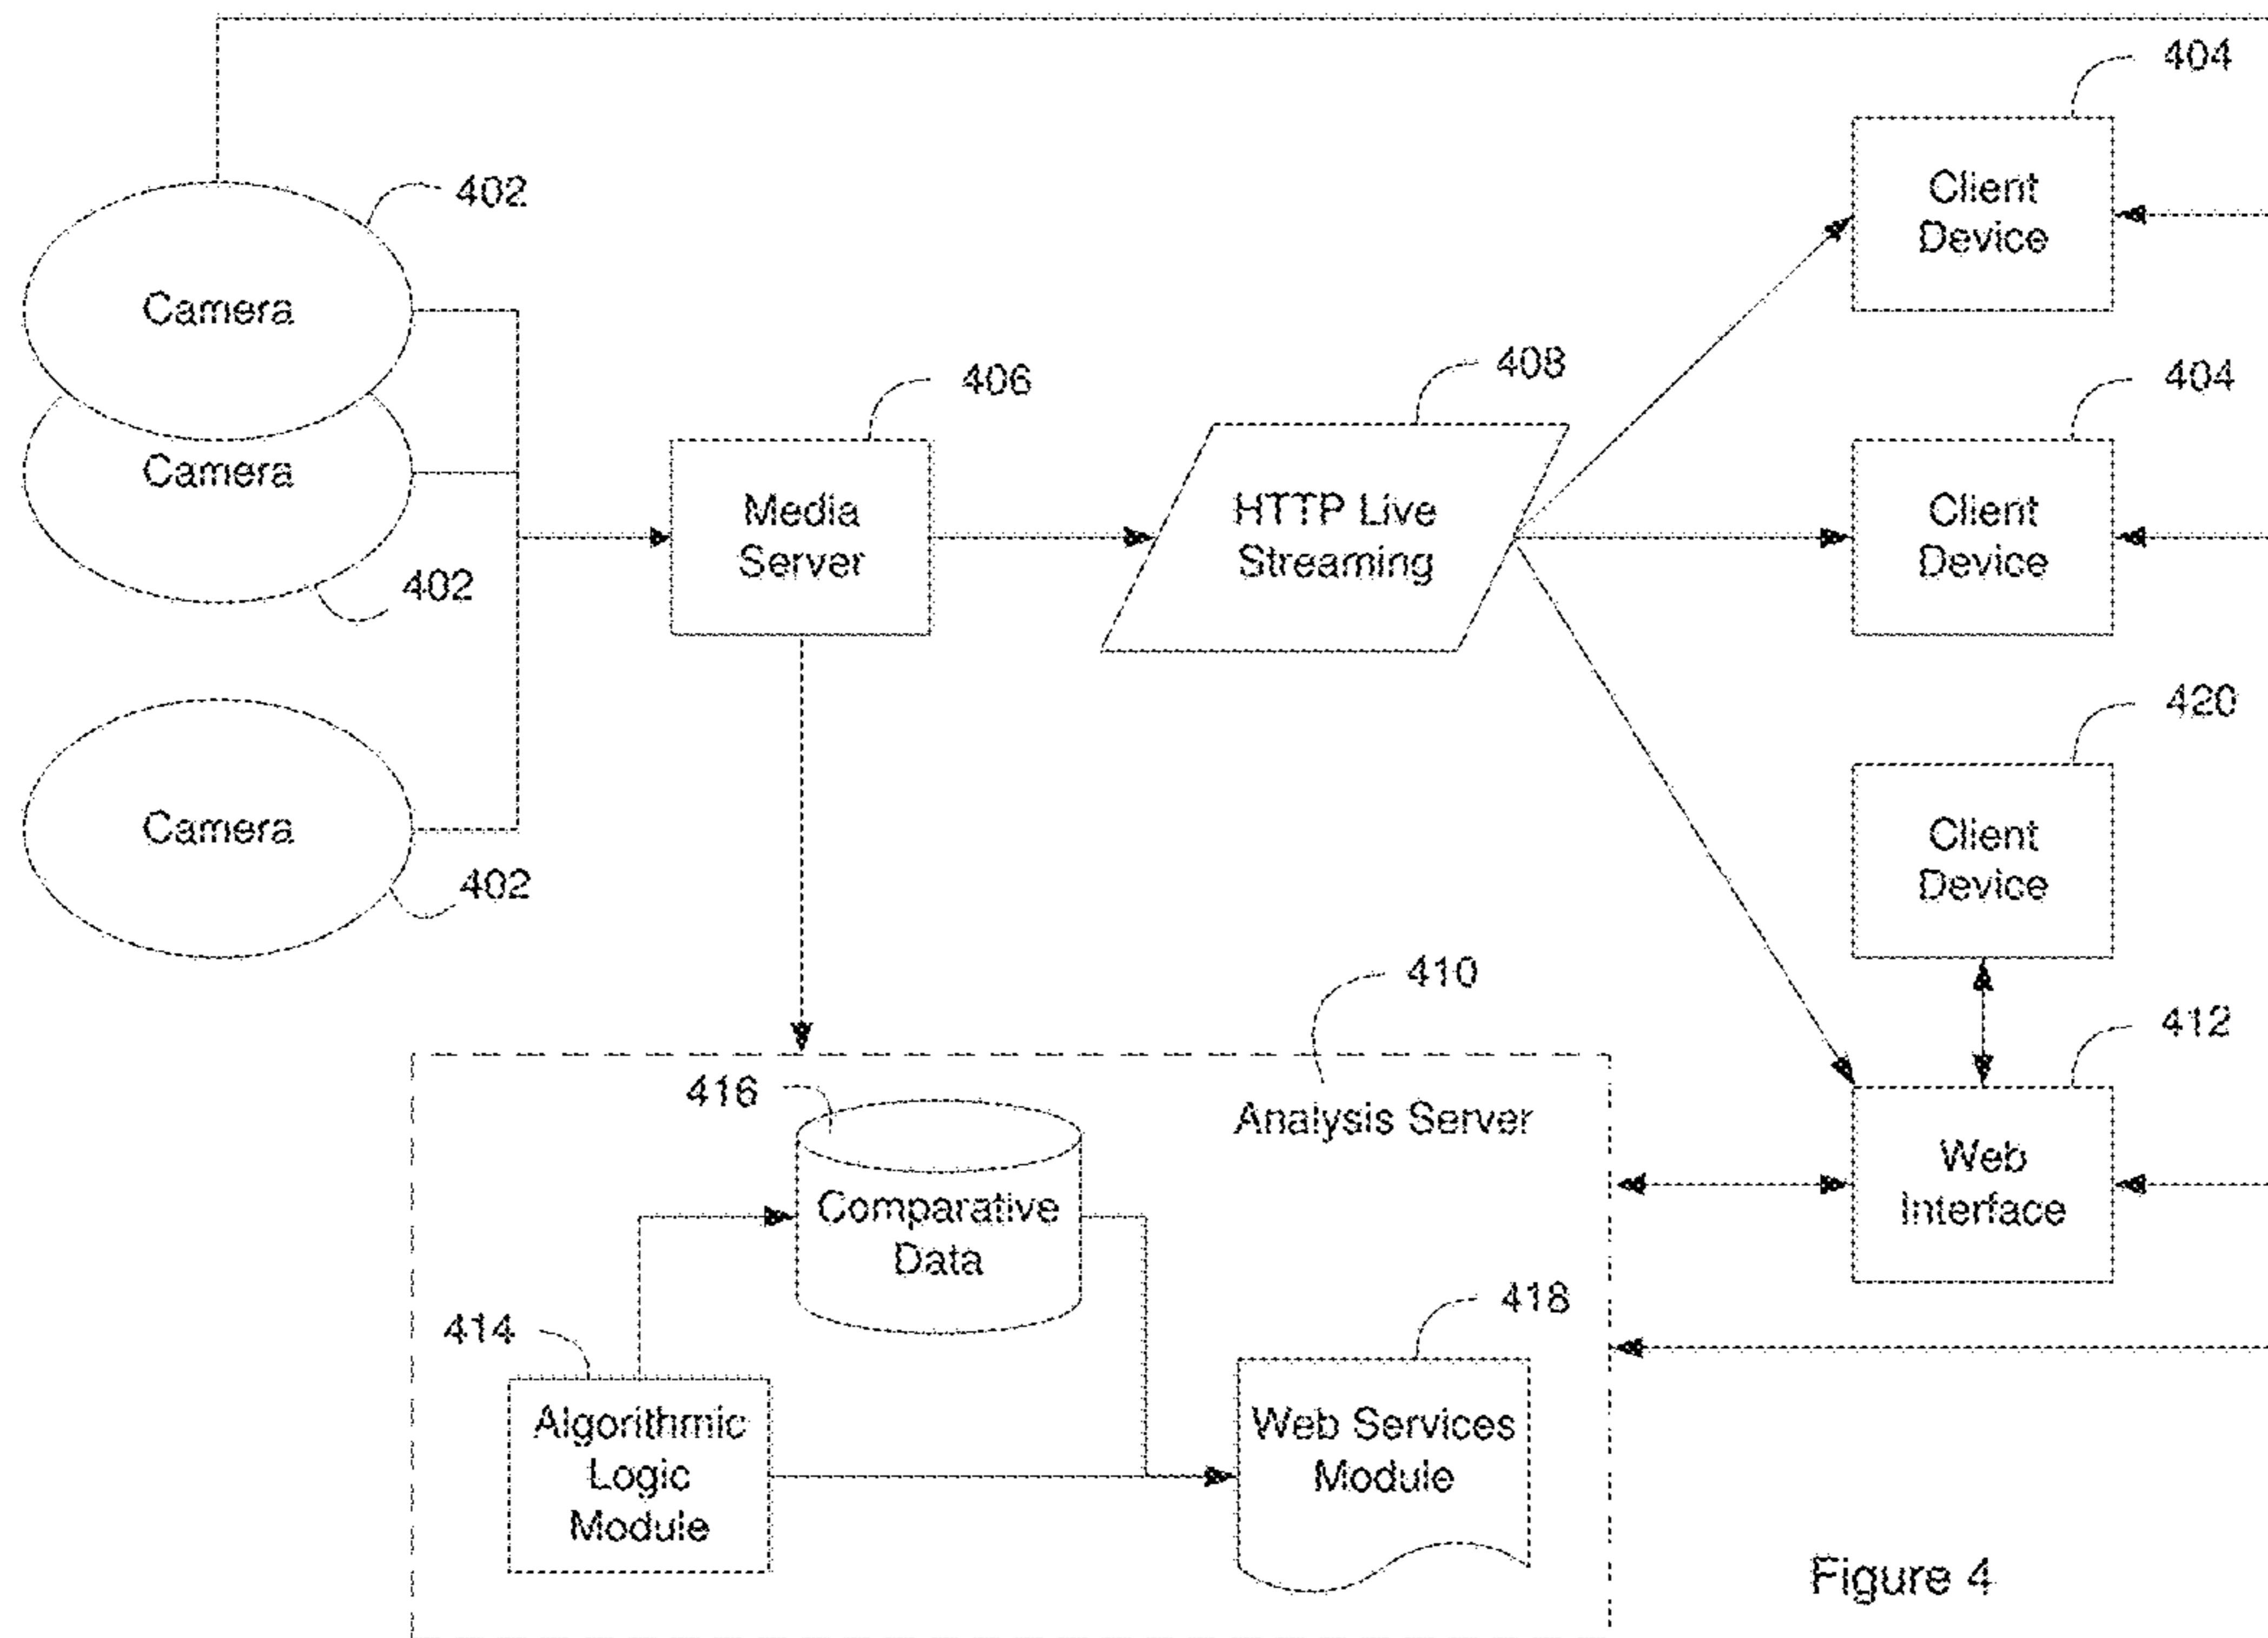 404
Client
Device
402
Camera
408
404
406
Camera
HTTP Live
Streaming
Client
Device
Media
Server
402
420
Camera
Client
Device
402
410
412
416
Analysis Server
Web
Interface
Comparative
Data
418
414
Algorithmic
Logic
Module
Web Services
Module
Figure 4